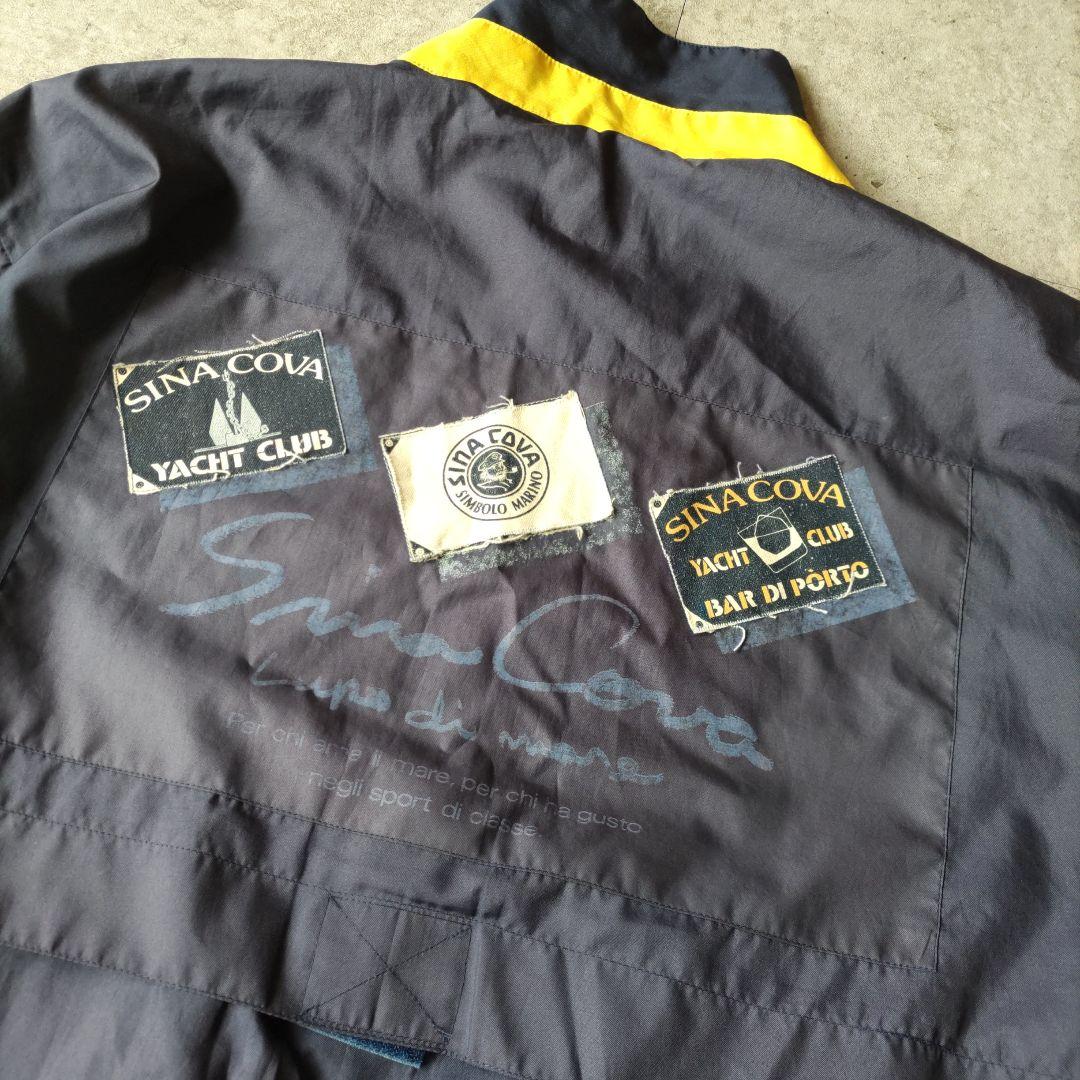 SINA COVA
YACHT CLUB
SINA COVA
SIMBOLO MARINO
SINA COVA
YACHT CLUB
BAR DI PÒRTO
Sina Cova
Lupo di mare
Per chi ama il mare, per chi ha gusto
negli sport di classe.